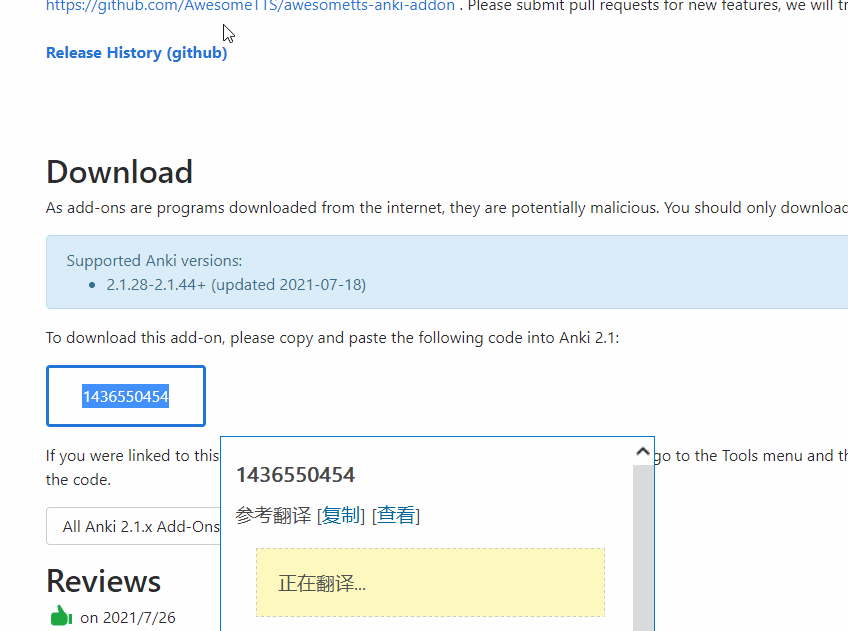 https://github.com/AwesomeTTS/awesometts-anki-addon . Please submit pull requests for new features, we will
Release History (github)
Download
As add-ons are programs downloaded from the internet, they are potentially malicious. You should only download
Supported Anki versions:
• 2.1.28-2.1.44+ (updated 2021-07-18)
To download this add-on, please copy and paste the following code into Anki 2.1:
1436550454
If you were linked to this
go to the Tools menu and
the code.
All Anki 2.1.x Add-Ons
1436550454
参考翻译 [复制] [查看]
正在翻译...
Reviews
on 2021/7/26